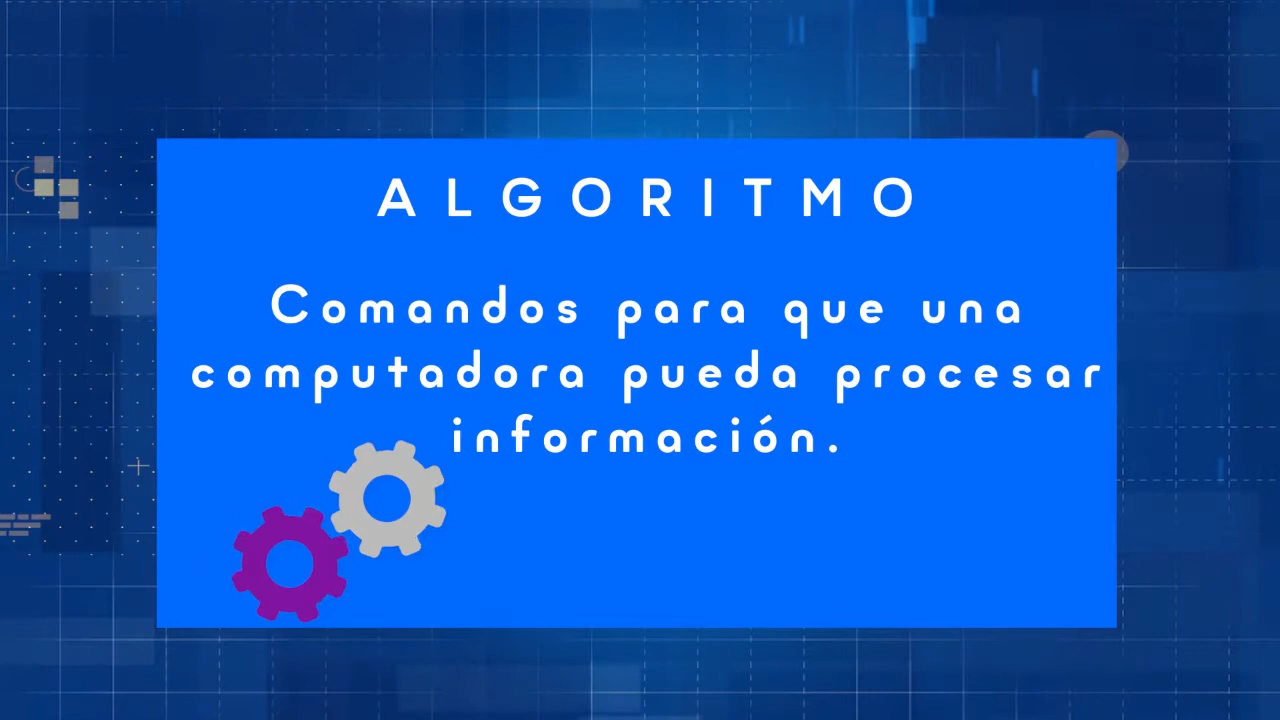 ALGORITMO
Comandos para que una
computadora pueda procesar
información.